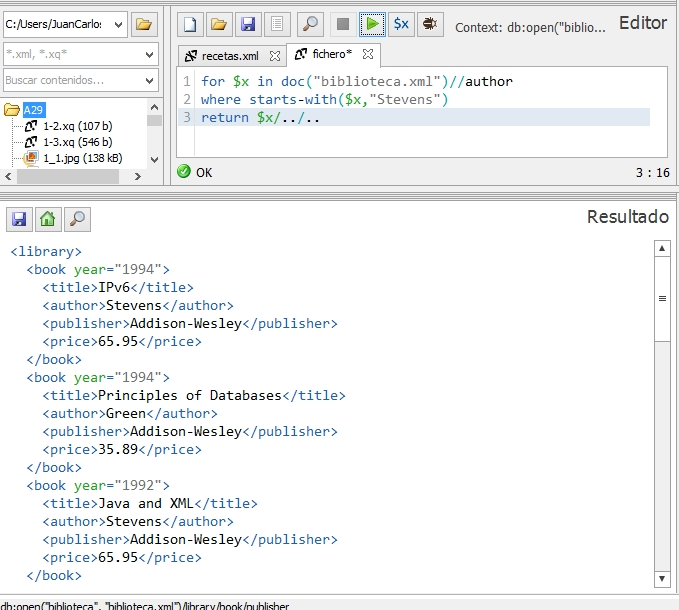 C:/Users/JuanCarlos
Context: db:open("biblio...
Editor
*.xml, *.xq*
recetas.xml
fichero*
Buscar contenidos...
A29
1-2.xq (107 b)
1-3.xq (546 b)
1_1.jpg (138 kB)
1 for $x in doc("biblioteca.xml")//author
2 where starts-with($x,"Stevens")
3 return $x/../..
OK
3 : 16
Resultado
<library>
<book year="1994">
<title>IPv6</title>
<author>Stevens</author>
<publisher>Addison-Wesley</publisher>
<price>65.95</price>
</book>
<book year="1994">
<title>Principles of Databases</title>
<author>Green</author>
<publisher>Addison-Wesley</publisher>
<price>35.89</price>
</book>
<book year="1992">
<title>Java and XML</title>
<author>Stevens</author>
<publisher>Addison-Wesley</publisher>
<price>65.95</price>
</book>
db:open("biblioteca", "biblioteca.xml")/library/book/publisher